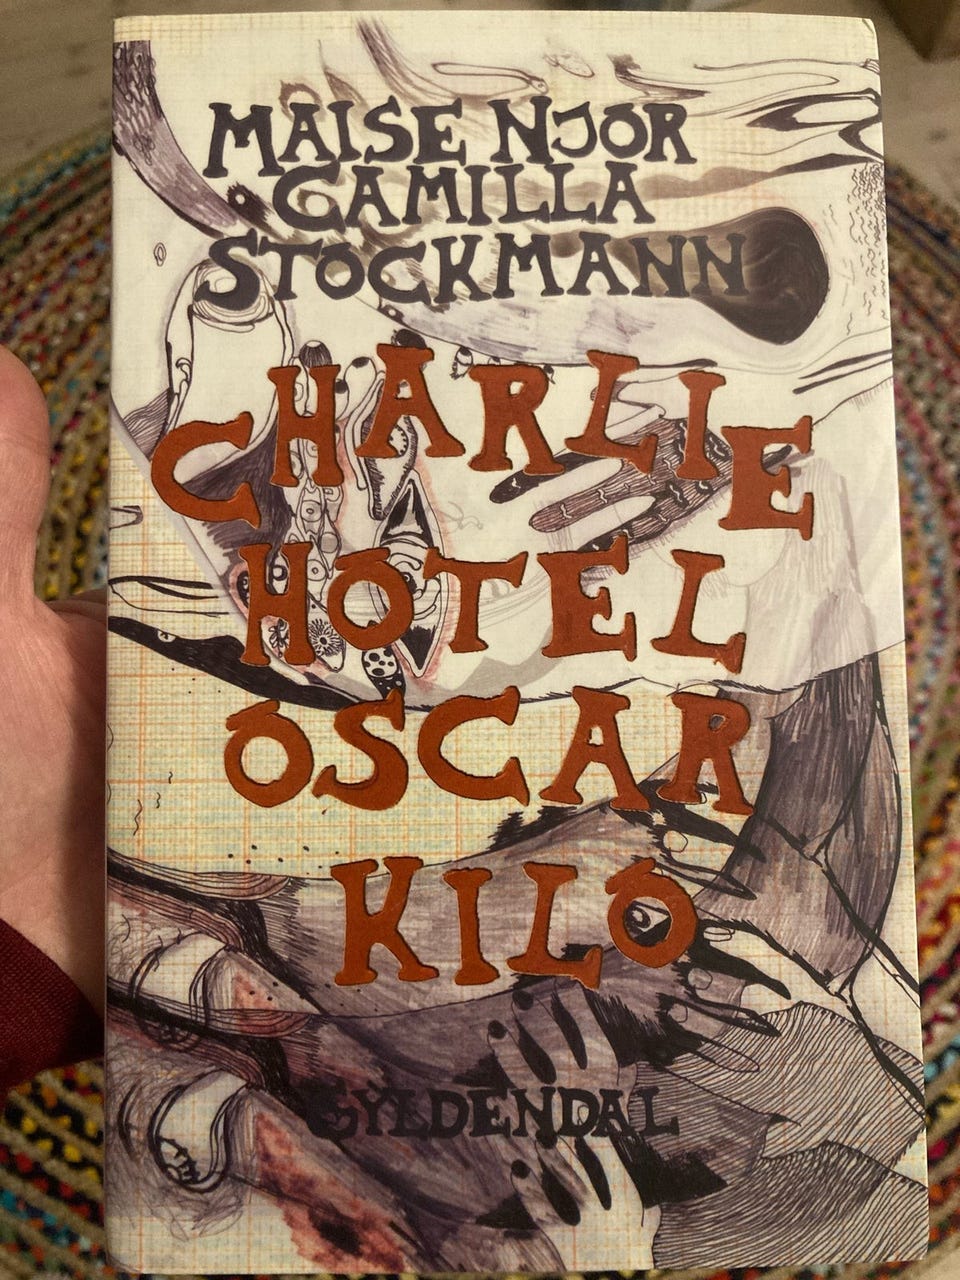 MAISE NJOR
CAMILLA
STOCKMANN
CHARLIE
HOTEL
OSCAR
KILO
GYLDENDAL